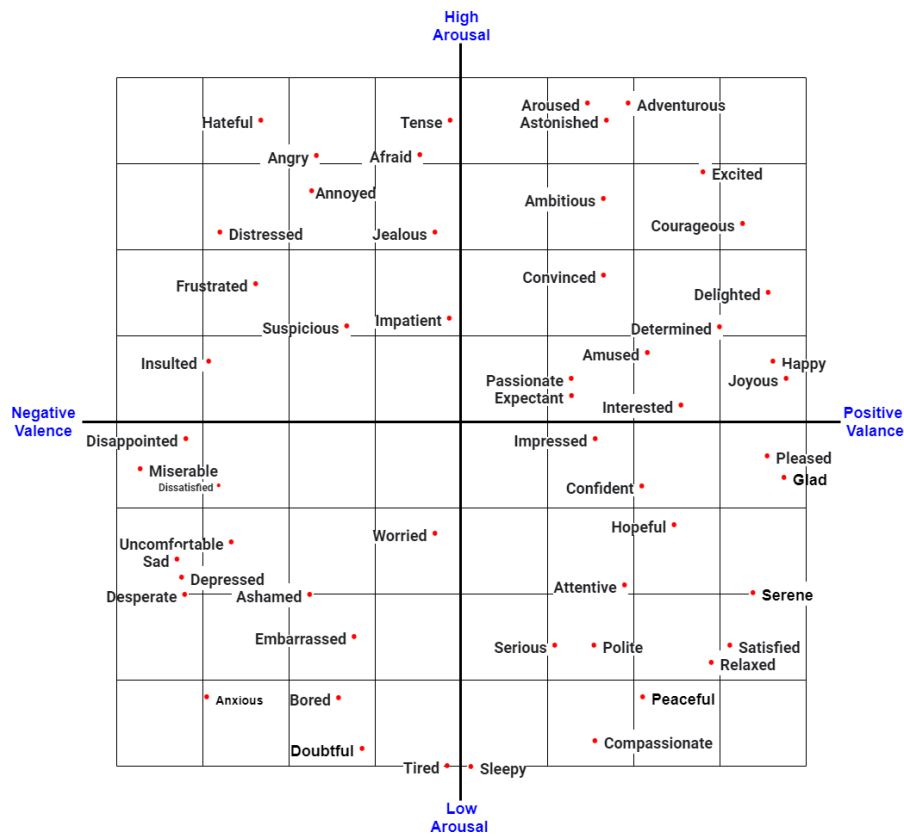 High
Arousal
Aroused
Adventurous
Hateful
Tense
Astonished
Angry
Afraid
Excited
Annoyed
Ambitious
Courageous
Distressed
Jealous
Convinced
Frustrated
Delighted
Suspicious
Impatient
Determined
Amused
Insulted
Happy
Passionate
Joyous
Expectant
Interested
Negative
Valence
Positive
Valance
Disappointed
Impressed
Pleased
Miserable
Glad
Dissatisfied
Confident
Hopeful
Worried
Uncomfortable
Sad
Depressed
Attentive
Desperate
Ashamed
Serene
Embarrassed
Serious
Polite
Satisfied
Relaxed
Anxious
Bored
Peaceful
Doubtful
Compassionate
Tired
Sleepy
Low
Arousal